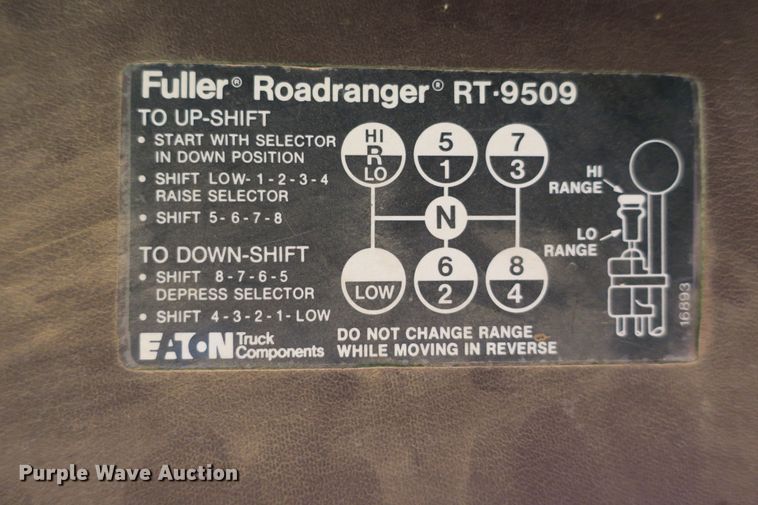 Fuller® Roadranger® RT-9509
TO UP-SHIFT
• START WITH SELECTOR
IN DOWN POSITION
• SHIFT LOW-1-2-3-4
RAISE SELECTOR
• SHIFT 5-6-7-8
TO DOWN-SHIFT
• SHIFT 8-7-6-5
DEPRESS SELECTOR
• SHIFT 4-3-2-1-LOW
EATON Truck
Components
HI
R
LO
5
1
7
3
N
LOW
6
2
8
4
HI
RANGE
LO
RANGE
16893
DO NOT CHANGE RANGE
WHILE MOVING IN REVERSE
Purple Wave Auction